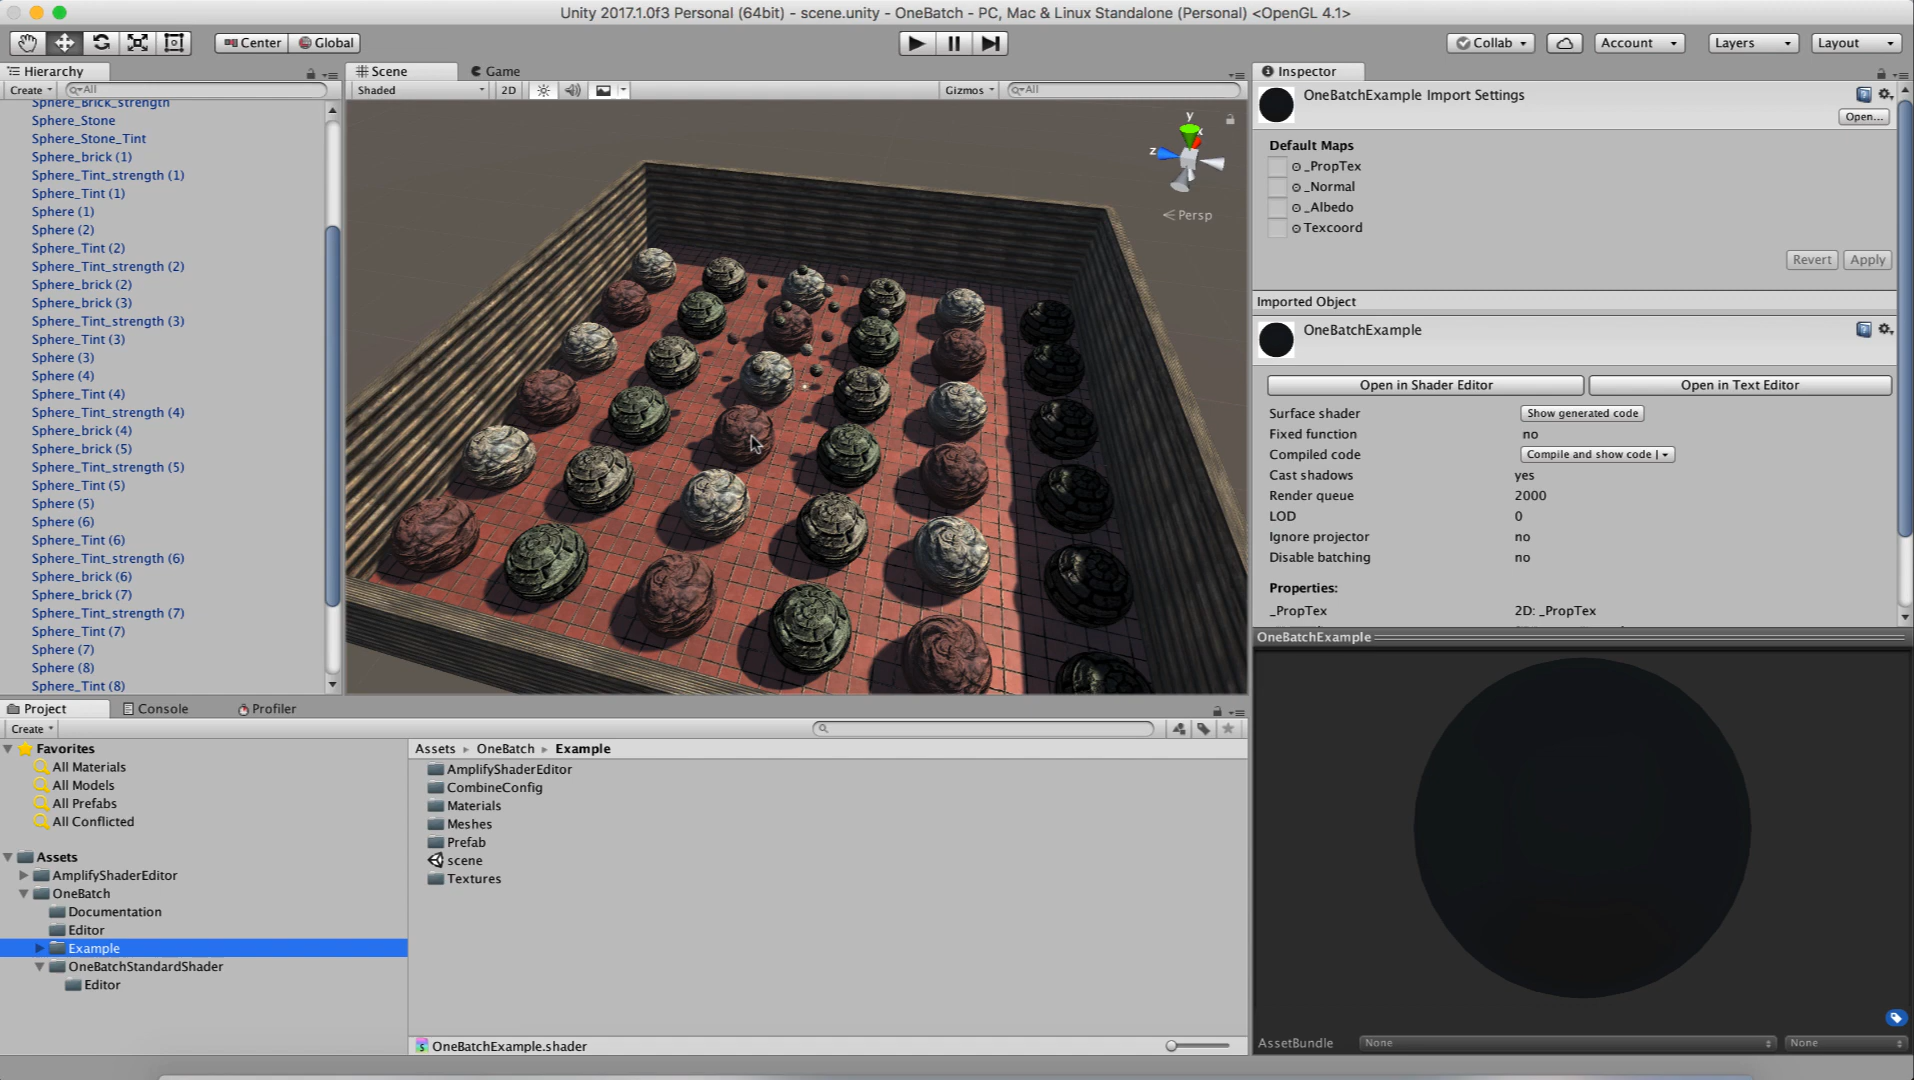 Unity 2017.1.0f3 Personal (64bit) - scene.unity - OneBatch - PC, Mac & Linux Standalone (Personal) <OpenGL 4.1>
Center
Global
Collab
Account
Layers
Layout
Hierarchy
Create
All
Sphere_Brick_strength
Sphere_Stone
Sphere_Stone_Tint
Sphere_brick (1)
Sphere_Tint_strength (1)
Sphere_Tint (1)
Sphere (1)
Sphere (2)
Sphere_Tint (2)
Sphere_Tint_strength (2)
Sphere_brick (2)
Sphere_brick (3)
Sphere_Tint_strength (3)
Sphere_Tint (3)
Sphere (3)
Sphere (4)
Sphere_Tint (4)
Sphere_Tint_strength (4)
Sphere_brick (4)
Sphere_brick (5)
Sphere_Tint_strength (5)
Sphere_Tint (5)
Sphere (5)
Sphere (6)
Sphere_Tint (6)
Sphere_Tint_strength (6)
Sphere_brick (6)
Sphere_brick (7)
Sphere_Tint_strength (7)
Sphere_Tint (7)
Sphere (7)
Sphere (8)
Sphere_Tint (8)
Scene
Game
Shaded
2D
Gizmos
All
y
x
z
Persp
Inspector
OneBatchExample Import Settings
Open...
Default Maps
_PropTex
_Normal
_Albedo
Texcoord
Revert
Apply
Imported Object
OneBatchExample
Open in Shader Editor
Open in Text Editor
Surface shader
Show generated code
Fixed function
no
Compiled code
Compile and show code
Cast shadows
yes
Render queue
2000
LOD
0
Ignore projector
no
Disable batching
no
Properties:
_PropTex
2D: _PropTex
OneBatchExample
AssetBundle
None
None
Project
Console
Profiler
Create
Favorites
All Materials
All Models
All Prefabs
All Conflicted
Assets
AmplifyShaderEditor
OneBatch
Documentation
Editor
Example
OneBatchStandardShader
Editor
Assets
OneBatch
Example
AmplifyShaderEditor
CombineConfig
Materials
Meshes
Prefab
scene
Textures
S
OneBatchExample.shader